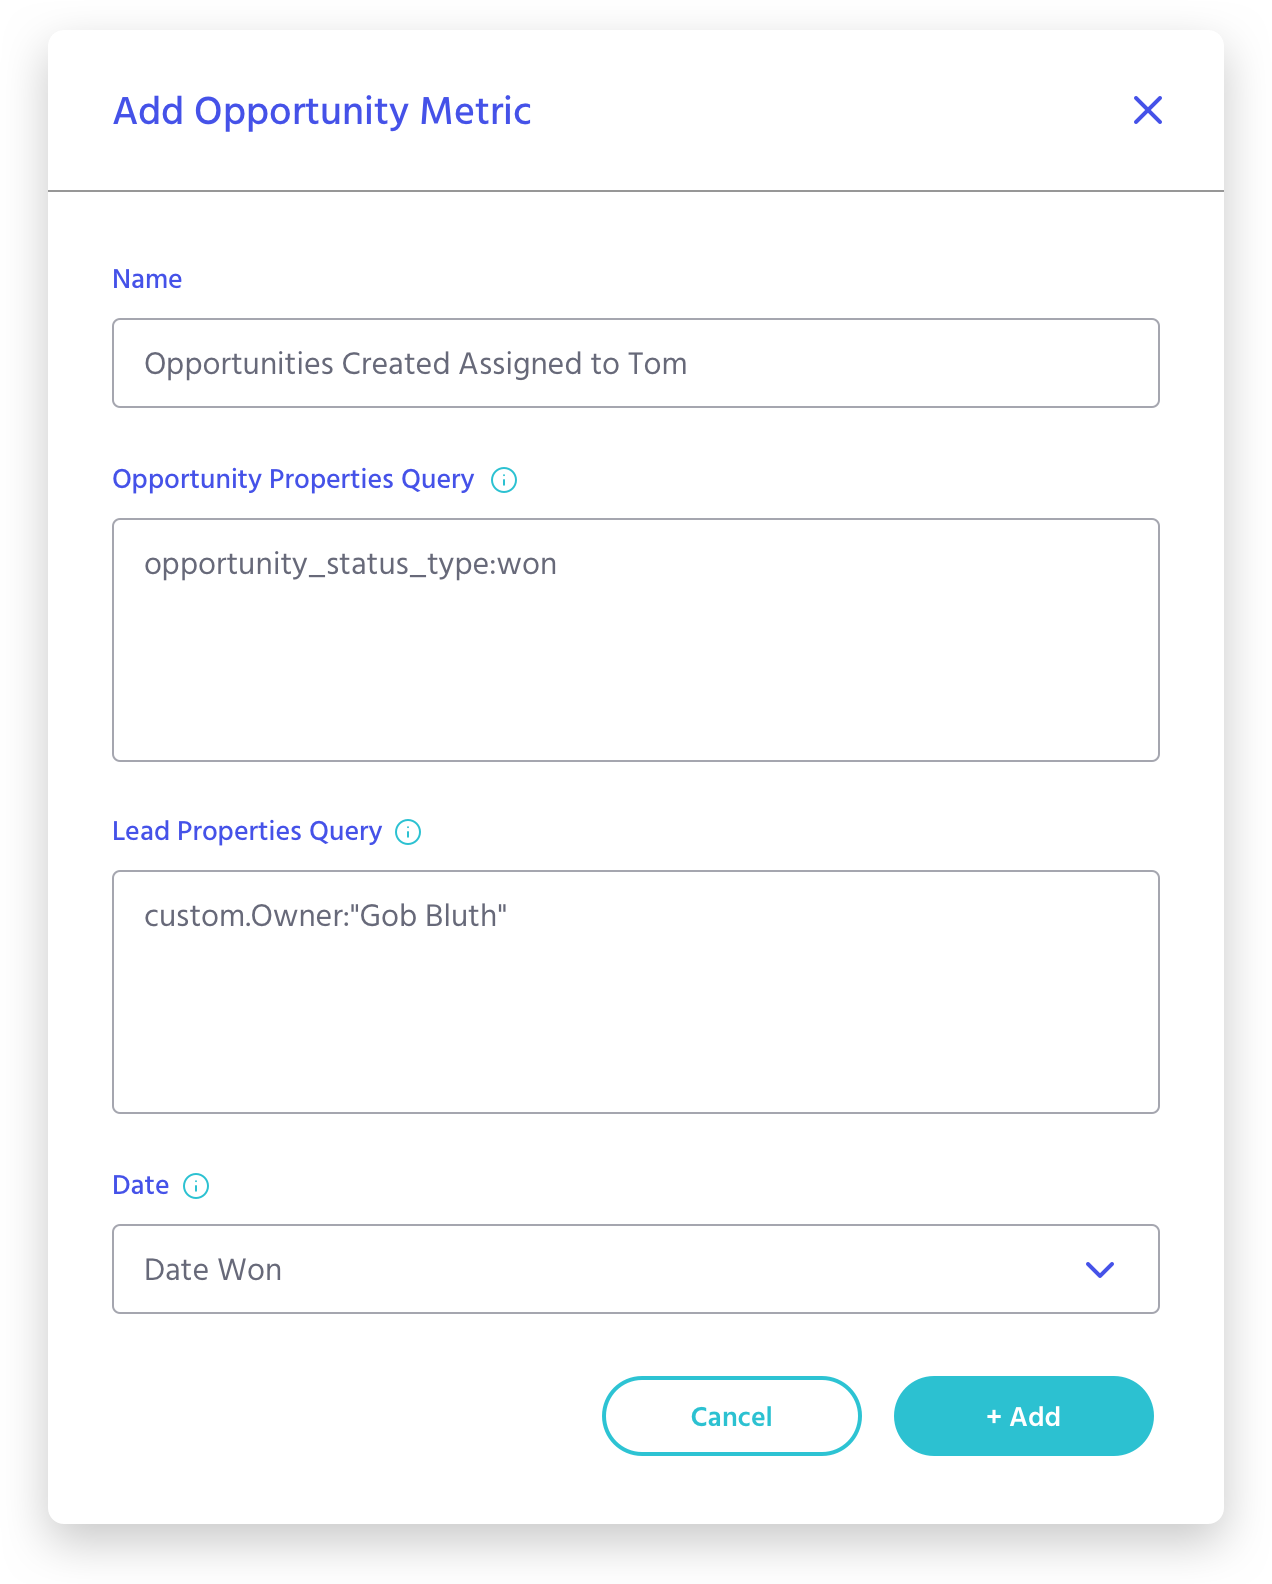 Add Opportunity Metric
Name
Opportunities Created Assigned to Tom
Opportunity Properties Query
opportunity_status_type:won
Lead Properties Query
custom.Owner:"Gob Bluth"
Date
Date Won
Cancel
+ Add